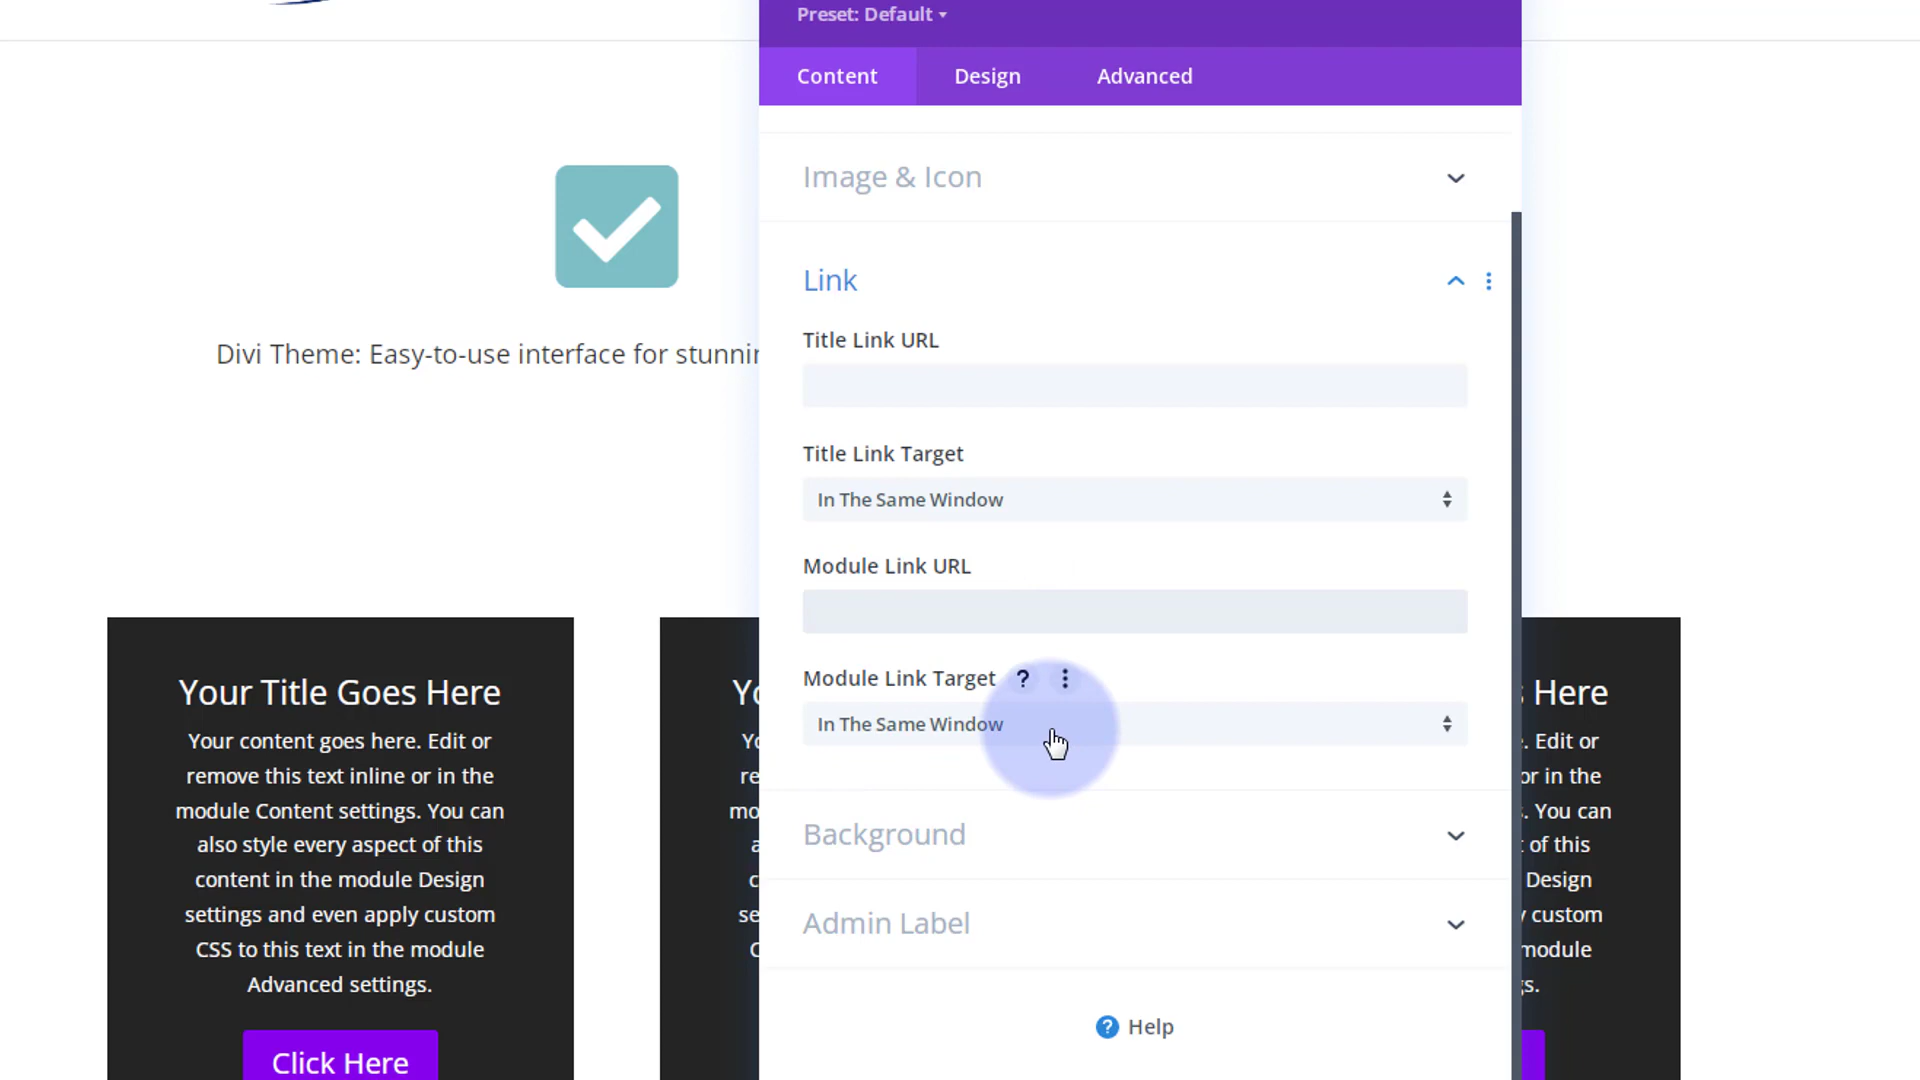 Preset: Default
Content Design Advanced
Image & Icon
Link
Title Link URL
Title Link Target
In The Same Window
Module Link URL
Module Link Target ?
In The Same Window
Background
Admin Label
? Help
Divi Theme: Easy-to-use interface for
Your Title Goes Here
Your content goes here. Edit or
remove this text inline or in the
module Content settings. You can
also style every aspect of this
content in the module Design
settings and even apply custom
CSS to this text in the module
Advanced settings.
Click Here
Here
Edit or
or in the
. You can
of this
Design
custom
module